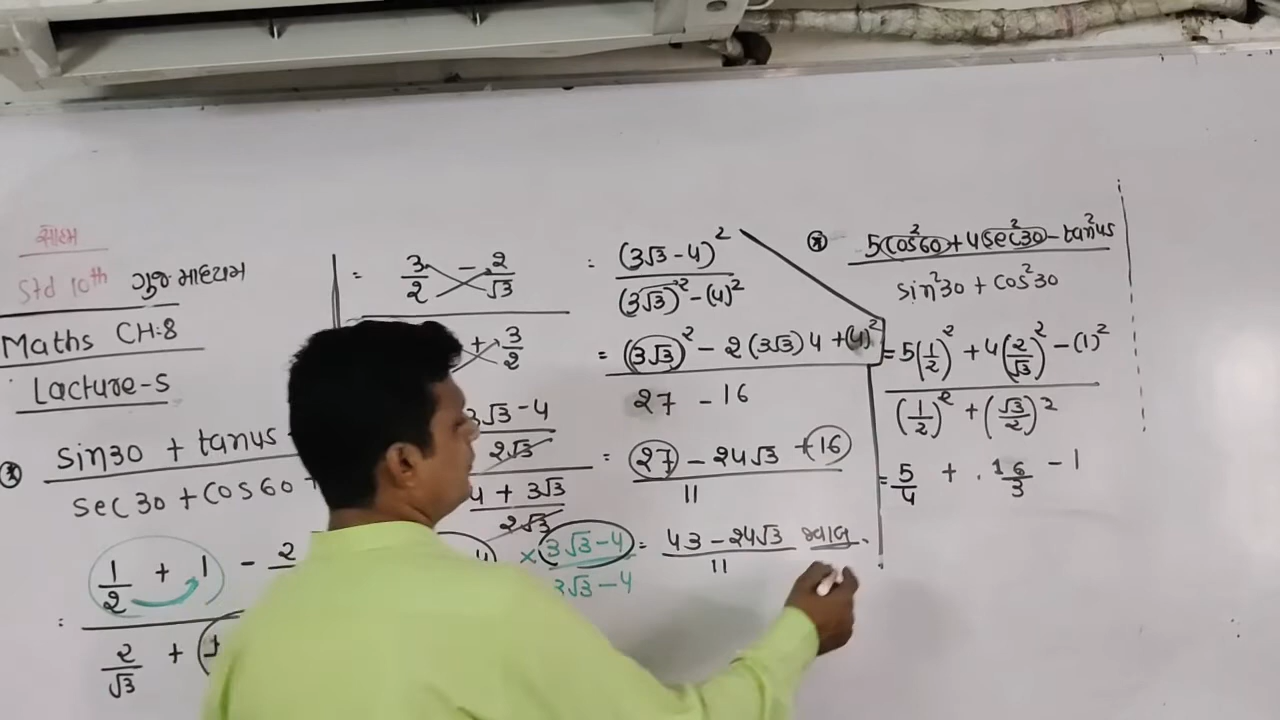 સોહમ
Std 10th ગુજ માધ્યમ
Maths CH:8
Lacture-5
* sin30 + tan45
sec30 + cos60 +
: 1/2 + 1 - 2
2/√3 +
= 3/2 - 2/√3
+ 3/2
3√3-4 / 2√3
4 + 3√3 / 2√3
× 3√3-4 / 3√3-4
= (3√3-4)² / (3√3)² - (4)²
= (3√3)² - 2(3√3)4 + (4)² / 27 - 16
= 27 - 24√3 + 16 / 11
= 43 - 24√3 / 11 જવાબ.
* 5cos²60 + 4sec²30 - tan²45 / sin²30 + cos²30
= 5(1/2)² + 4(2/√3)² - (1)² / (1/2)² + (√3/2)²
= 5/4 + 16/3 - 1